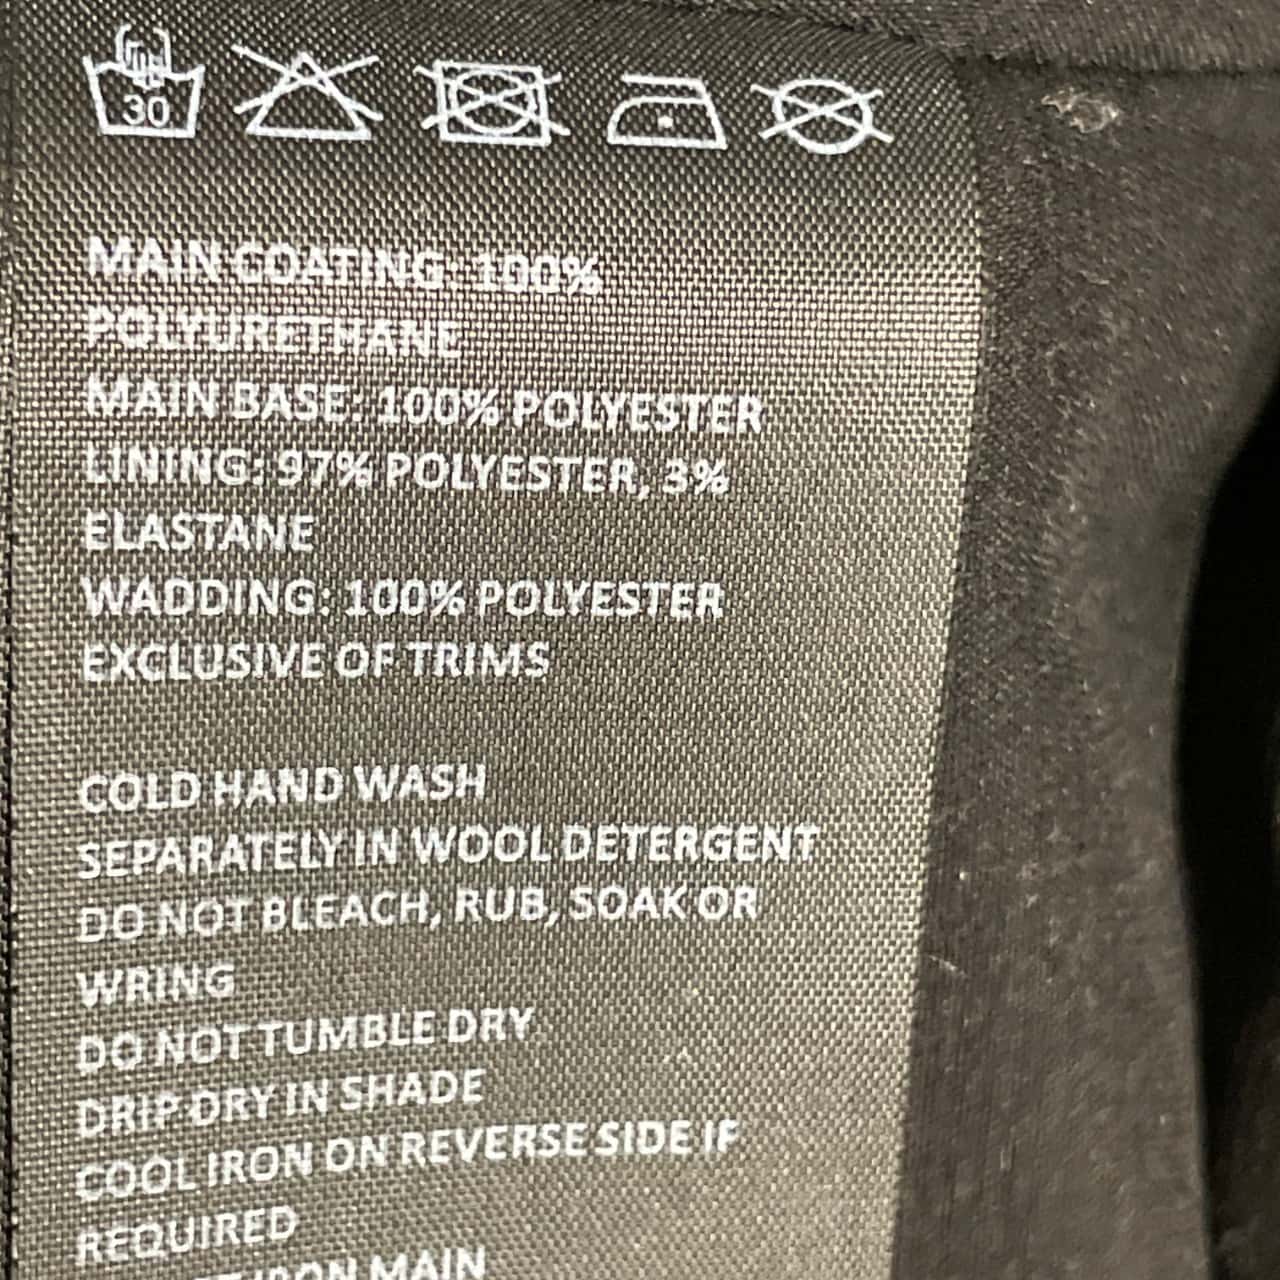 30
MAIN COATING: 100%
POLYURETHANE
MAIN BASE: 100% POLYESTER
LINING: 97% POLYESTER, 3%
ELASTANE
WADDING: 100% POLYESTER
EXCLUSIVE OF TRIMS
COLD HAND WASH
SEPARATELY IN WOOL DETERGENT
DO NOT BLEACH, RUB, SOAK OR
WRING
DO NOT TUMBLE DRY
DRIP DRY IN SHADE
COOL IRON ON REVERSE SIDE IF
REQUIRED
IRON MAIN